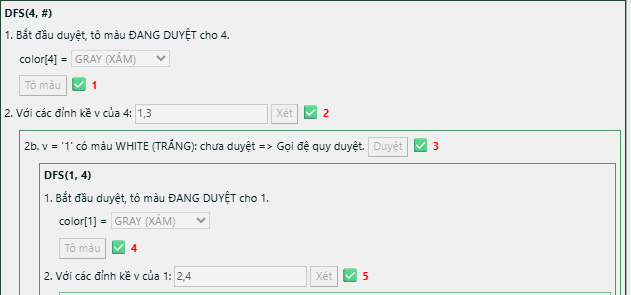 DFS(4, #)
1. Bắt đầu duyệt, tô màu ĐANG DUYỆT cho 4.
color[4] = GRAY (XÁM)
Tô màu 1
2. Với các đỉnh kề v của 4: 1,3 Xét 2
2b. v = '1' có màu WHITE (TRẮNG): chưa duyệt => Gọi đệ quy duyệt. Duyệt 3
DFS(1, 4)
1. Bắt đầu duyệt, tô màu ĐANG DUYỆT cho 1.
color[1] = GRAY (XÁM)
Tô màu 4
2. Với các đỉnh kề v của 1: 2,4 Xét 5